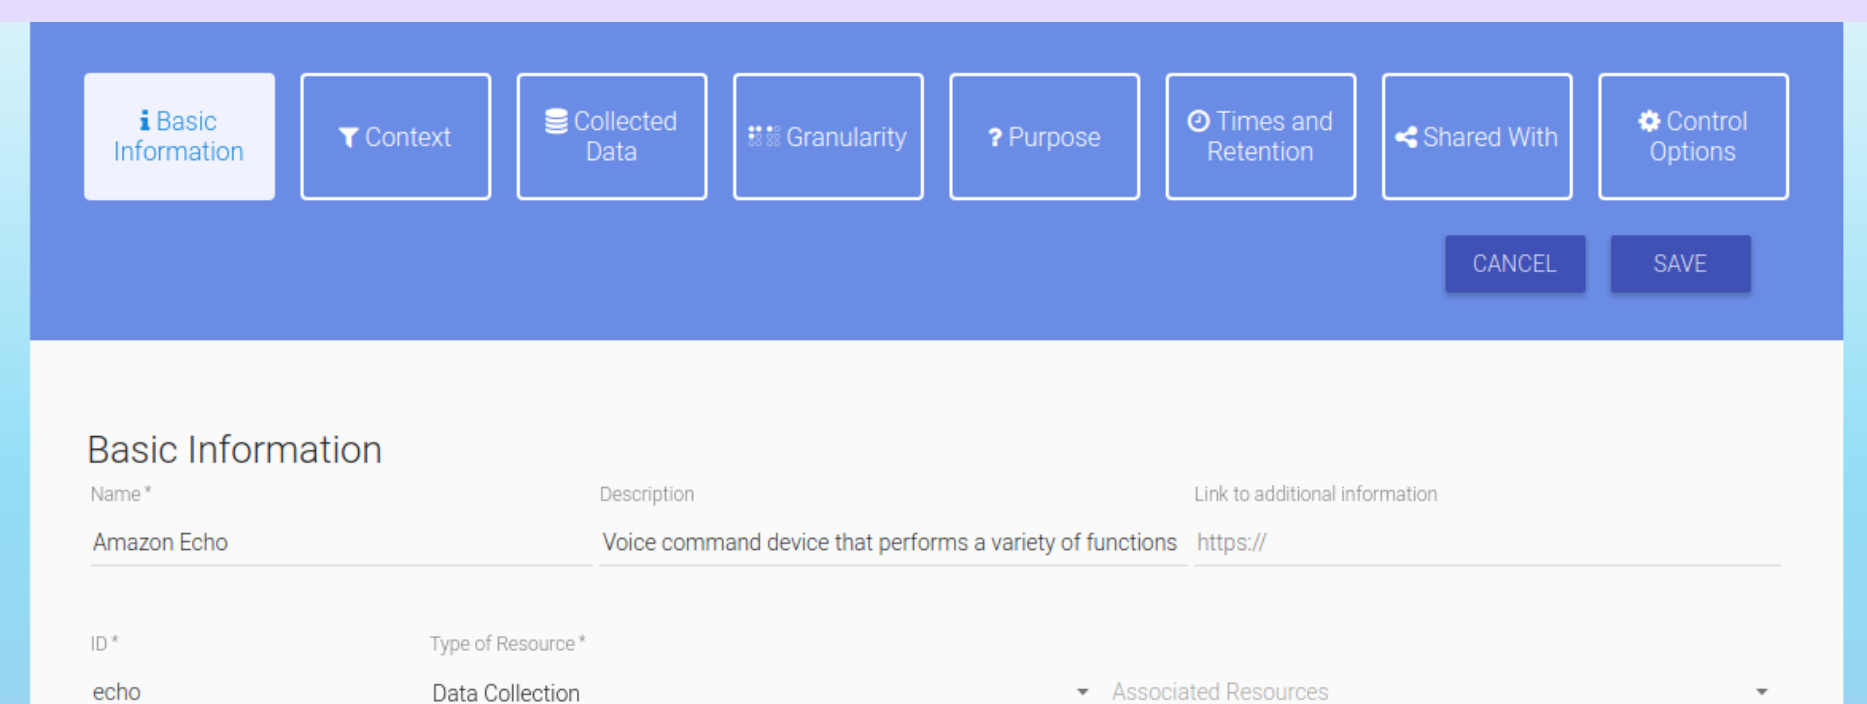 Basic
Information
Context
Collected
Data
Granularity
? Purpose
Times and
Retention
Shared With
Control
Options
CANCEL
SAVE
Basic Information
Name *
Description
Link to additional information
Amazon Echo
Voice command device that performs a variety of functions
https://
ID *
Type of Resource *
echo
Data Collection
Associated Resources